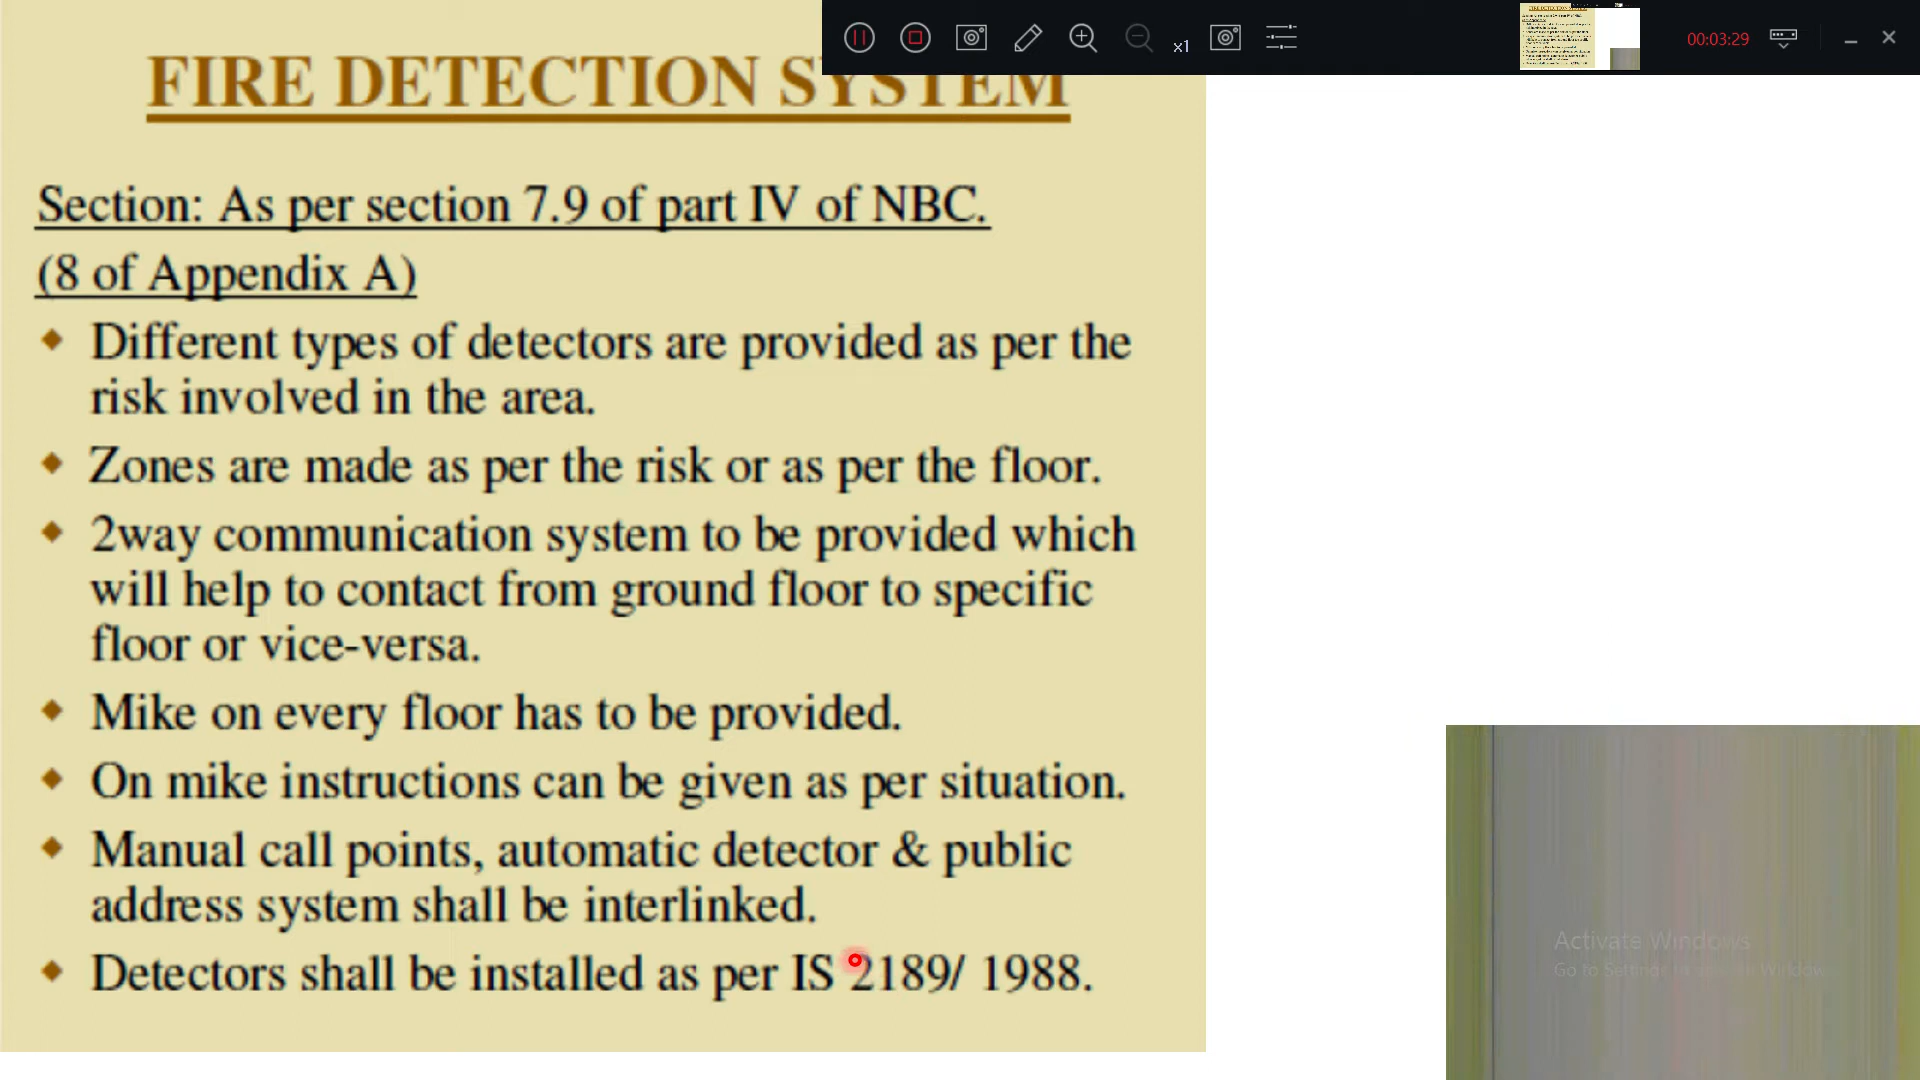 x1
00:03:29
FIRE DETECTION SYSTEM
Section: As per section 7.9 of part IV of NBC.
(8 of Appendix A)
Different types of detectors are provided as per the
risk involved in the area.
Zones are made as per the risk or as per the floor.
2way communication system to be provided which
will help to contact from ground floor to specific
floor or vice-versa.
Mike on every floor has to be provided.
On mike instructions can be given as per situation.
Manual call points, automatic detector & public
address system shall be interlinked.
Detectors shall be installed as per IS 2189/ 1988.
Activate Windows
Go to Settings to